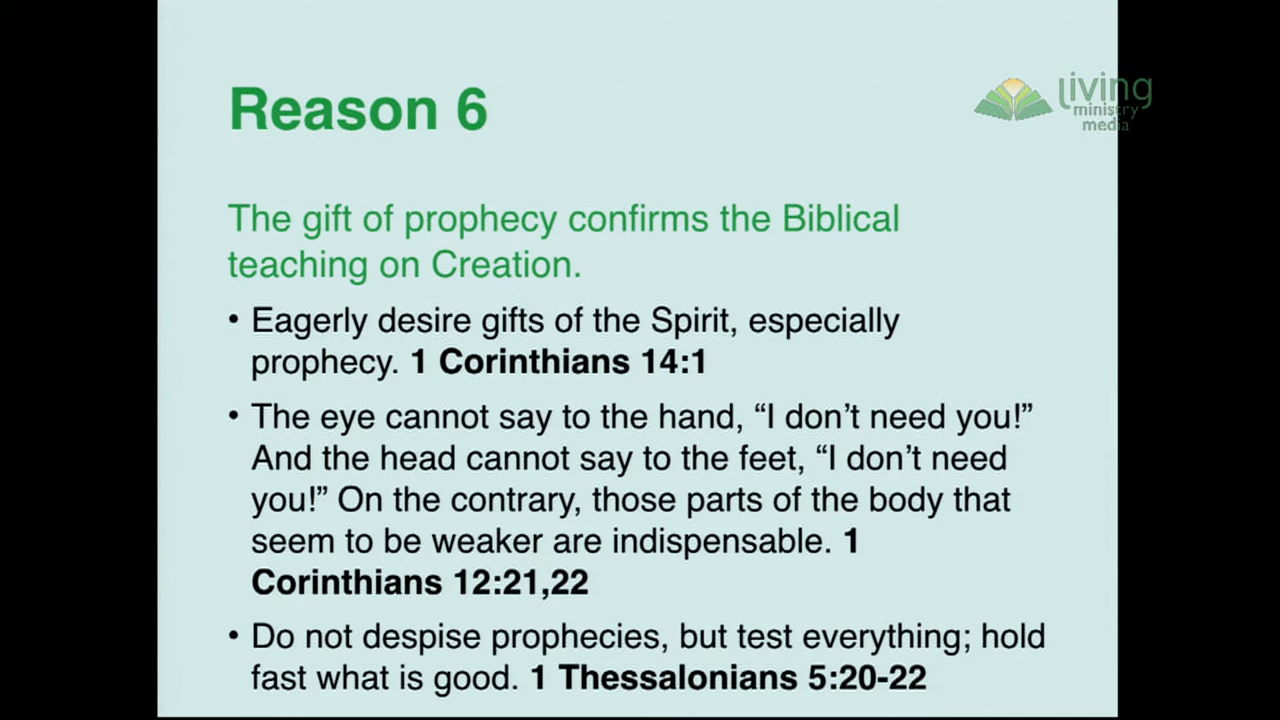 Reason 6
living
ministry
media
The gift of prophecy confirms the Biblical
teaching on Creation.
• Eagerly desire gifts of the Spirit, especially
prophecy. 1 Corinthians 14:1
• The eye cannot say to the hand, “I don’t need you!”
And the head cannot say to the feet, “I don’t need
you!” On the contrary, those parts of the body that
seem to be weaker are indispensable. 1
Corinthians 12:21,22
• Do not despise prophecies, but test everything; hold
fast what is good. 1 Thessalonians 5:20-22